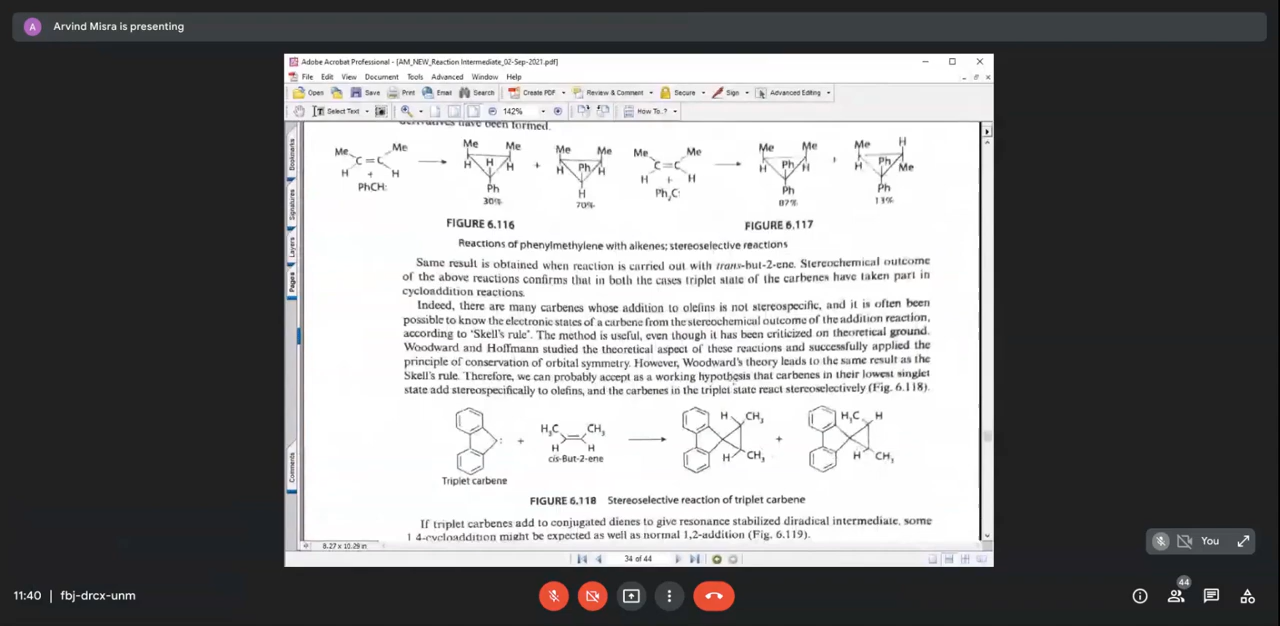 A Arvind Misra is presenting
Adobe Acrobat Professional - [AM_NEW_Reaction Intermediate_02-Sep-2021.pdf]
File Edit View Document Tools Advanced Window Help
Open Save Print Email Search Create PDF Review & Comment Secure Sign Advanced Editing
Select Text 142% How To..?
Bookmarks
Signatures
Layers
Pages
Comments
derivatives have been formed.
Me Me Me Me Me Me Me Me Me Me Me H
C=C H H H H Ph H C=C H Ph H H Ph Me
H + H + H + H +
PhCH: Ph Ph₂C: Ph Ph
30% H 87% 13%
70%
FIGURE 6.116 FIGURE 6.117
Reactions of phenylmethylene with alkenes; stereoselective reactions
Same result is obtained when reaction is carried out with trans-but-2-ene. Stereochemical outcome
of the above reactions confirms that in both the cases triplet state of the carbenes have taken part in
cycloaddition reactions.
Indeed, there are many carbenes whose addition to olefins is not stereospecific, and it is often been
possible to know the electronic states of a carbene from the stereochemical outcome of the addition reaction,
according to 'Skell's rule'. The method is useful, even though it has been criticized on theoretical ground.
Woodward and Hoffmann studied the theoretical aspect of these reactions and successfully applied the
principle of conservation of orbital symmetry. However, Woodward's theory leads to the same result as the
Skell's rule. Therefore, we can probably accept as a working hypothesis that carbenes in their lowest singlet
state add stereospecifically to olefins, and the carbenes in the triplet state react stereoselectively (Fig. 6.118).
H CH₃ H₃C H
: + H₃C CH₃ +
H H H CH₃ H CH₃
cis-But-2-ene
Triplet carbene
FIGURE 6.118 Stereoselective reaction of triplet carbene
If triplet carbenes add to conjugated dienes to give resonance stabilized diradical intermediate, some
1,4-cycloaddition might be expected as well as normal 1,2-addition (Fig. 6.119).
8.27 x 10.29 in
34 of 44
You
11:40 | fbj-drcx-unm
44